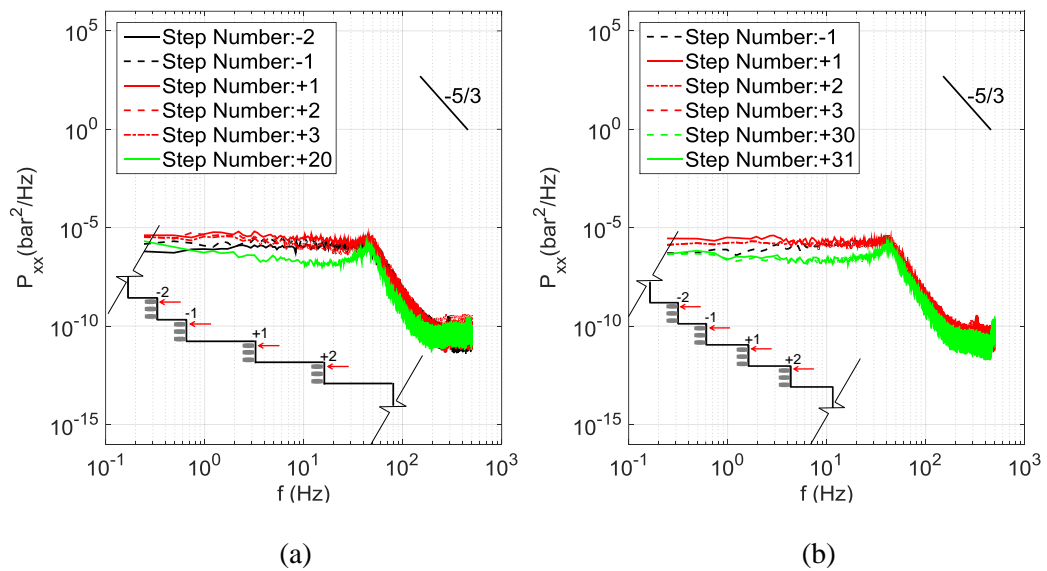 10^5
10^0
10^-5
10^-10
10^-15
P_xx(bar^2/Hz)
Step Number:-2
Step Number:-1
Step Number:+1
Step Number:+2
Step Number:+3
Step Number:+20
-5/3
-2
-1
+1
+2
10^-1
10^0
10^1
10^2
10^3
f (Hz)
(a)
10^5
10^0
10^-5
10^-10
10^-15
P_xx(bar^2/Hz)
Step Number:-1
Step Number:+1
Step Number:+2
Step Number:+3
Step Number:+30
Step Number:+31
-5/3
-2
-1
+1
+2
10^-1
10^0
10^1
10^2
10^3
f (Hz)
(b)